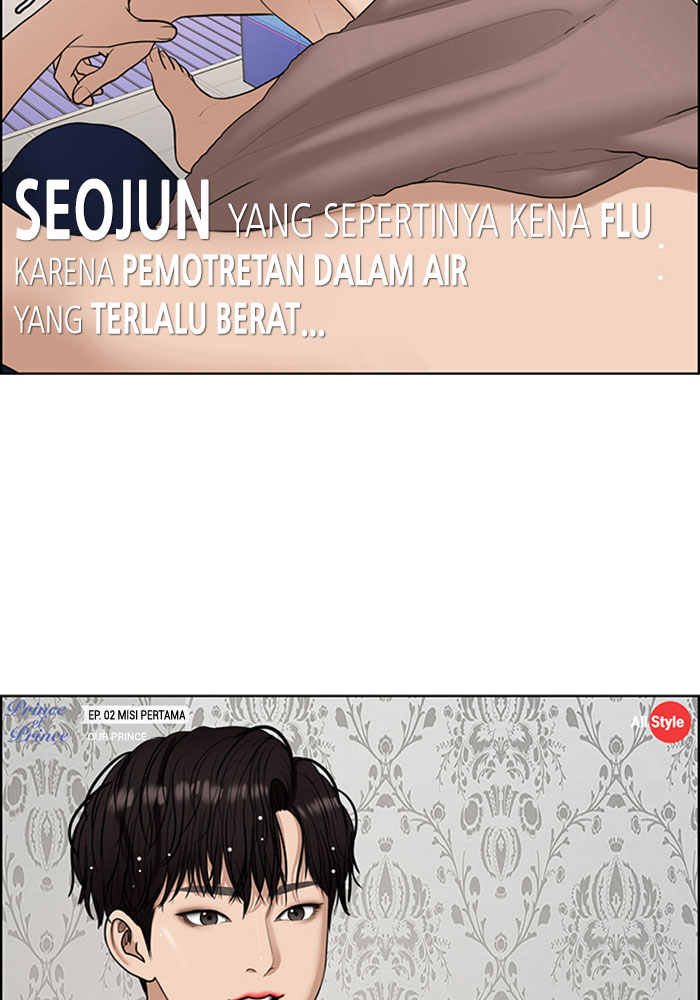 SEOJUN YANG SEPERTINYA KENA FLU
KARENA PEMOTRETAN DALAM AIR
YANG TERLALU BERAT...
Prince et Prince
EP. 02 MISI PERTAMA
OUR PRINCE
All Style